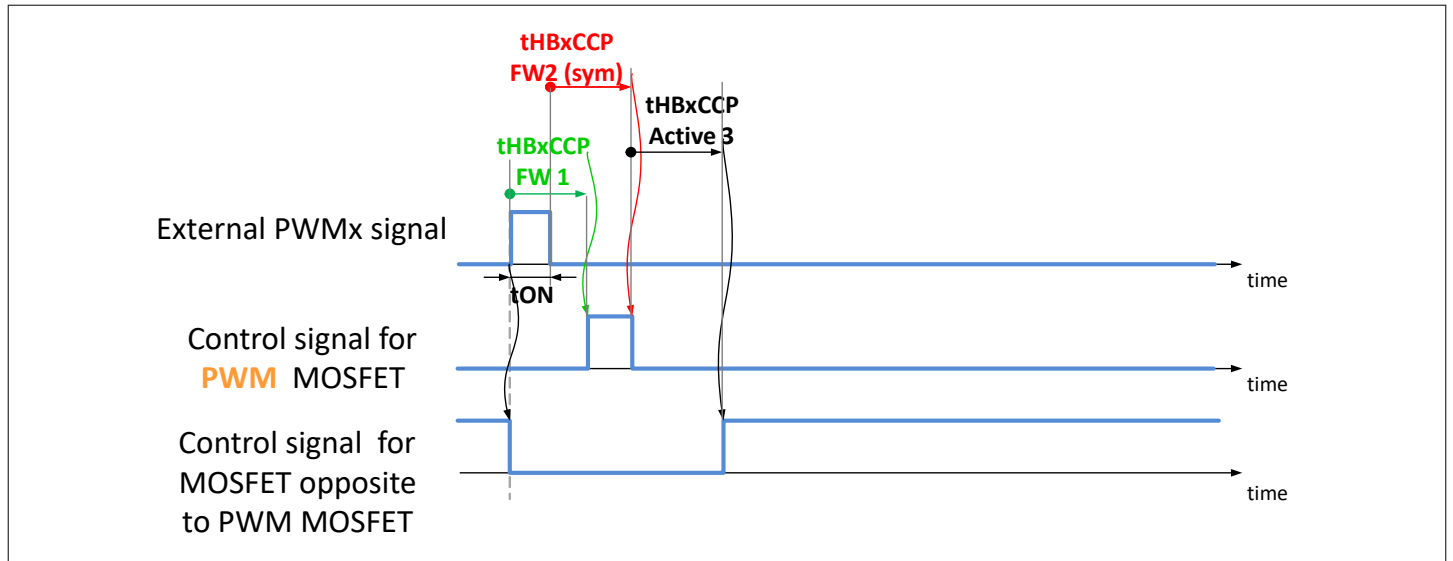 tHBxCCP
FW2 (sym)
tHBxCCP
Active 3
tHBxCCP
FW 1
External PWMx signal
time
tON
Control signal for
PWM MOSFET
time
Control signal for
MOSFET opposite
to PWM MOSFET
time